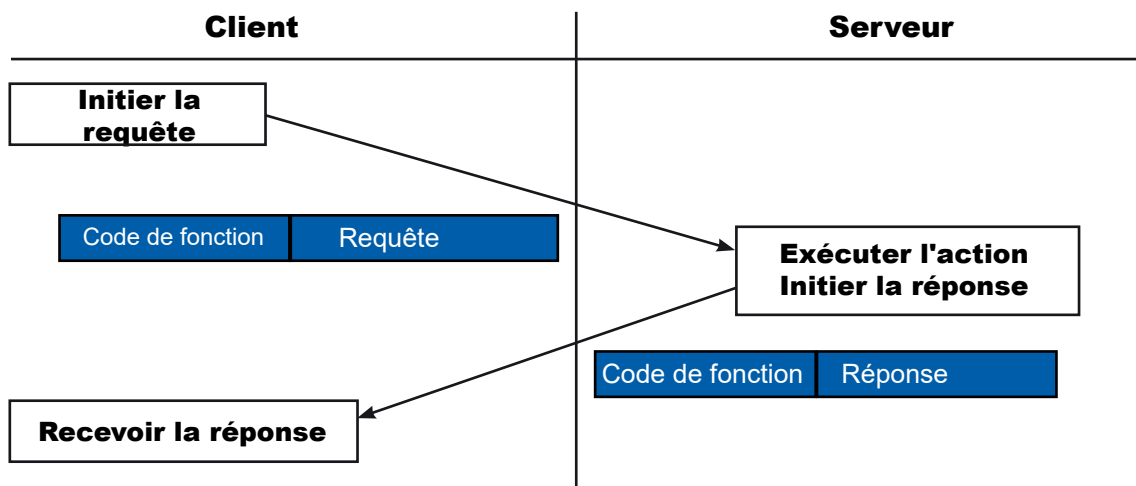 Client
Serveur
Initier la
requête
Code de fonction
Requête
Exécuter l'action
Initier la réponse
Code de fonction
Réponse
Recevoir la réponse